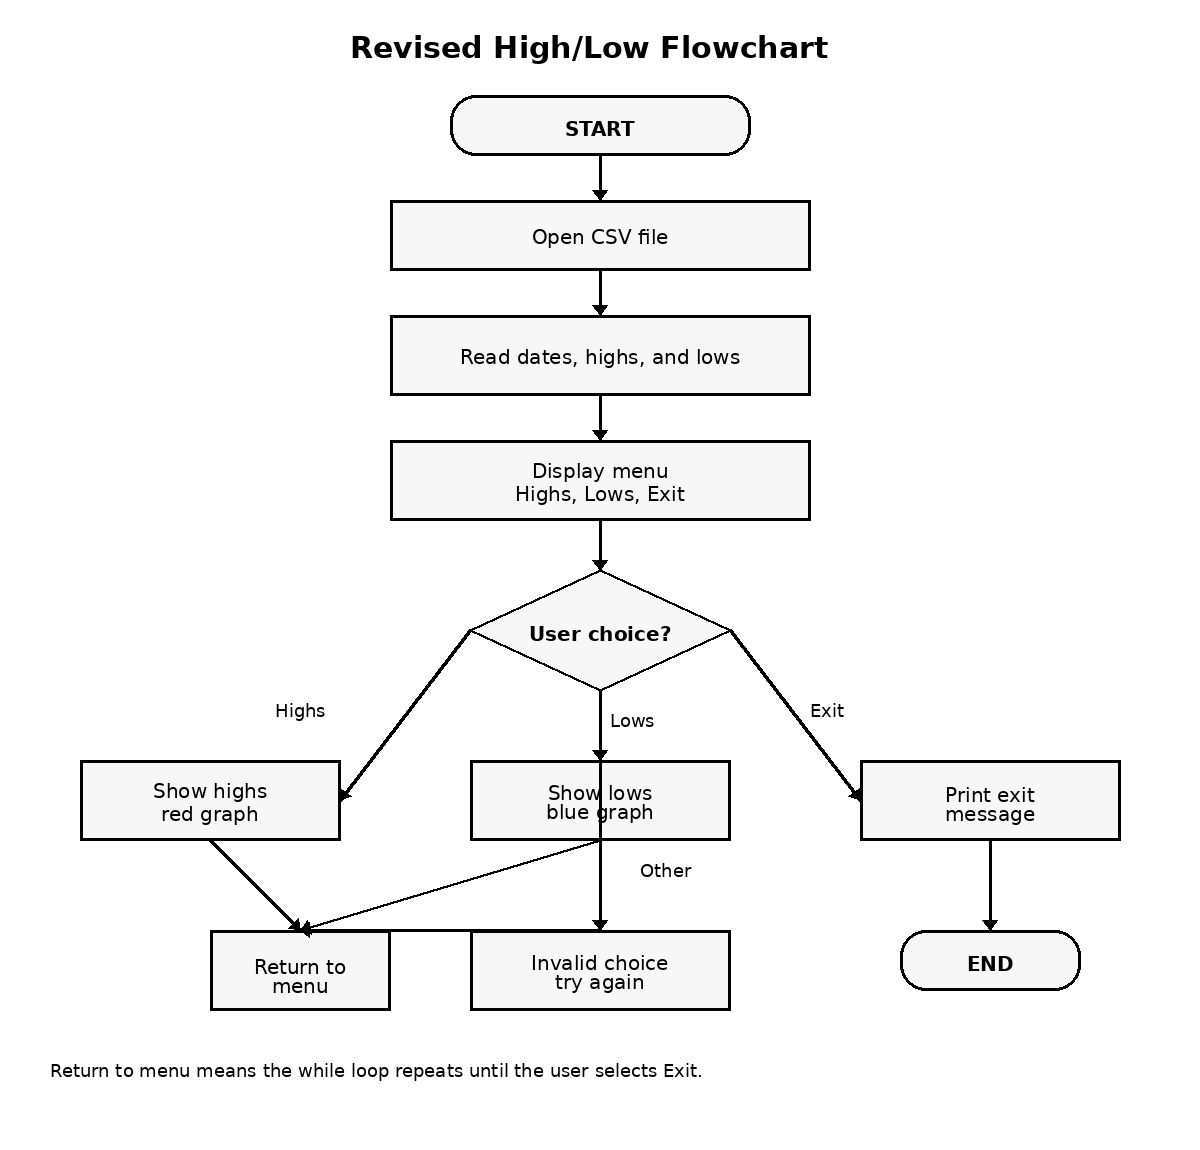 Revised High/Low Flowchart
START
Open CSV file
Read dates, highs, and lows
Display menu
Highs, Lows, Exit
User choice?
Highs
Lows
Exit
Show highs
red graph
Show lows
blue graph
Print exit
message
Other
Return to
menu
Invalid choice
try again
END
Return to menu means the while loop repeats until the user selects Exit.